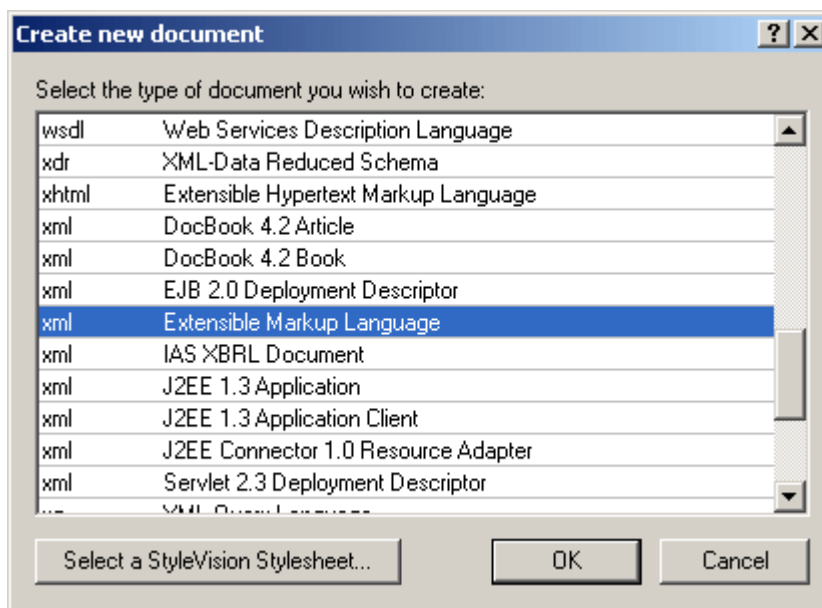 Create new document
Select the type of document you wish to create:
wsdl Web Services Description Language
xdr XML-Data Reduced Schema
xhtml Extensible Hypertext Markup Language
xml DocBook 4.2 Article
xml DocBook 4.2 Book
xml EJB 2.0 Deployment Descriptor
xml Extensible Markup Language
xml IAS XBRL Document
xml J2EE 1.3 Application
xml J2EE 1.3 Application Client
xml J2EE Connector 1.0 Resource Adapter
xml Servlet 2.3 Deployment Descriptor
XML Query Language
Select a StyleVision Stylesheet... OK Cancel